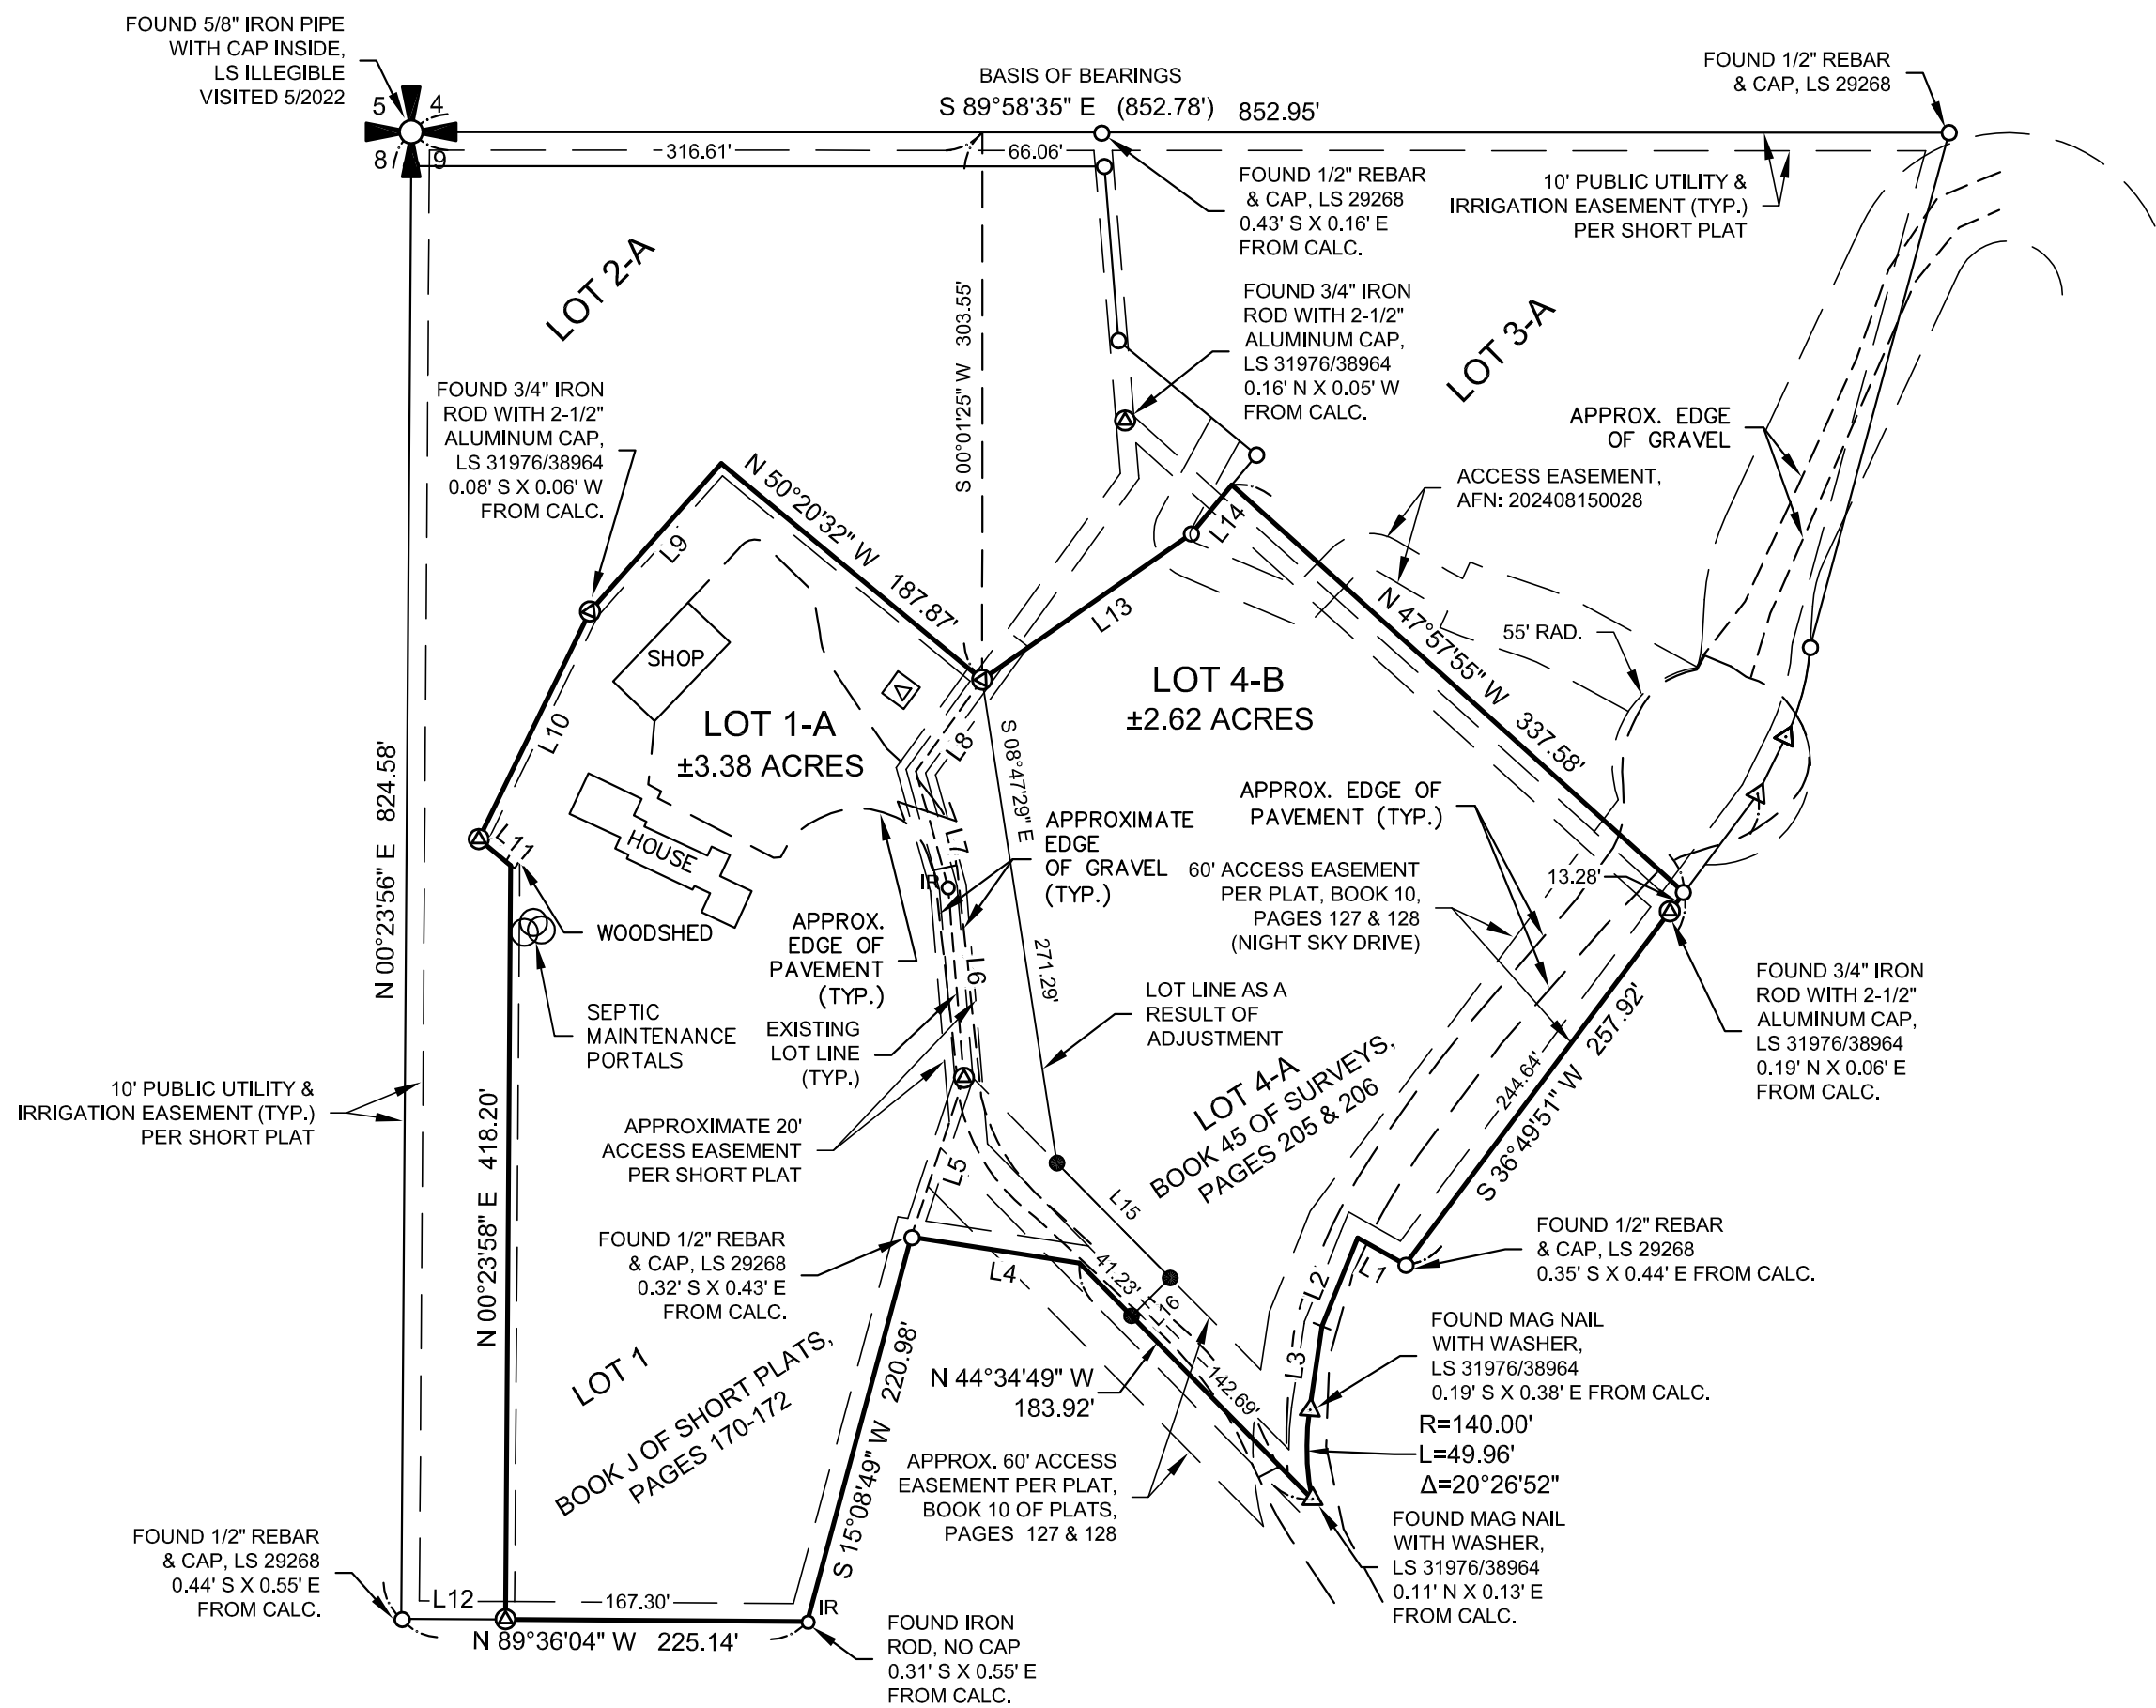 FOUND 5/8" IRON PIPE
WITH CAP INSIDE,
LS ILLEGIBLE
VISITED 5/2022
5
4
8
9
BASIS OF BEARINGS
S 89°58'35" E (852.78') 852.95'
FOUND 1/2" REBAR
& CAP, LS 29268
316.61'
66.06'
FOUND 1/2" REBAR
& CAP, LS 29268
0.43' S X 0.16' E
FROM CALC.
10' PUBLIC UTILITY &
IRRIGATION EASEMENT (TYP.)
PER SHORT PLAT
LOT 2-A
S 00°01'25" W 303.55'
FOUND 3/4" IRON
ROD WITH 2-1/2"
ALUMINUM CAP,
LS 31976/38964
0.16' N X 0.05' W
FROM CALC.
LOT 3-A
FOUND 3/4" IRON
ROD WITH 2-1/2"
ALUMINUM CAP,
LS 31976/38964
0.08' S X 0.06' W
FROM CALC.
APPROX. EDGE
OF GRAVEL
ACCESS EASEMENT,
AFN: 202408150028
N 50°20'32" W 187.87'
L9
L14
L13
N 47°57'55" W 337.58'
55' RAD.
SHOP
LOT 1-A
±3.38 ACRES
LOT 4-B
±2.62 ACRES
L10
L8
S 08°47'29" E
271.29'
N 00°23'56" E 824.58'
L11
HOUSE
L7
APPROXIMATE
EDGE
OF GRAVEL
(TYP.)
APPROX. EDGE OF
PAVEMENT (TYP.)
60' ACCESS EASEMENT
PER PLAT, BOOK 10,
PAGES 127 & 128
(NIGHT SKY DRIVE)
13.28'
IR
WOODSHED
APPROX.
EDGE OF
PAVEMENT
(TYP.)
L6
FOUND 3/4" IRON
ROD WITH 2-1/2"
ALUMINUM CAP,
LS 31976/38964
0.19' N X 0.06' E
FROM CALC.
SEPTIC
MAINTENANCE
PORTALS
EXISTING
LOT LINE
(TYP.)
LOT LINE AS A
RESULT OF
ADJUSTMENT
244.64'
S 36°49'51" W 257.92'
10' PUBLIC UTILITY &
IRRIGATION EASEMENT (TYP.)
PER SHORT PLAT
N 00°23'58" E 418.20'
APPROXIMATE 20'
ACCESS EASEMENT
PER SHORT PLAT
LOT 4-A
BOOK 45 OF SURVEYS,
PAGES 205 & 206
L5
L15
FOUND 1/2" REBAR
& CAP, LS 29268
0.32' S X 0.43' E
FROM CALC.
L4
41.23'
L16
L2
L1
FOUND 1/2" REBAR
& CAP, LS 29268
0.35' S X 0.44' E FROM CALC.
FOUND MAG NAIL
WITH WASHER,
LS 31976/38964
0.19' S X 0.38' E FROM CALC.
L3
LOT 1
BOOK J OF SHORT PLATS,
PAGES 170-172
S 15°08'49" W 220.98'
N 44°34'49" W
183.92'
142.69'
R=140.00'
L=49.96'
Δ=20°26'52"
APPROX. 60' ACCESS
EASEMENT PER PLAT,
BOOK 10 OF PLATS,
PAGES 127 & 128
FOUND MAG NAIL
WITH WASHER,
LS 31976/38964
0.11' N X 0.13' E
FROM CALC.
FOUND 1/2" REBAR
& CAP, LS 29268
0.44' S X 0.55' E
FROM CALC.
L12
167.30'
IR
N 89°36'04" W 225.14'
FOUND IRON
ROD, NO CAP
0.31' S X 0.55' E
FROM CALC.